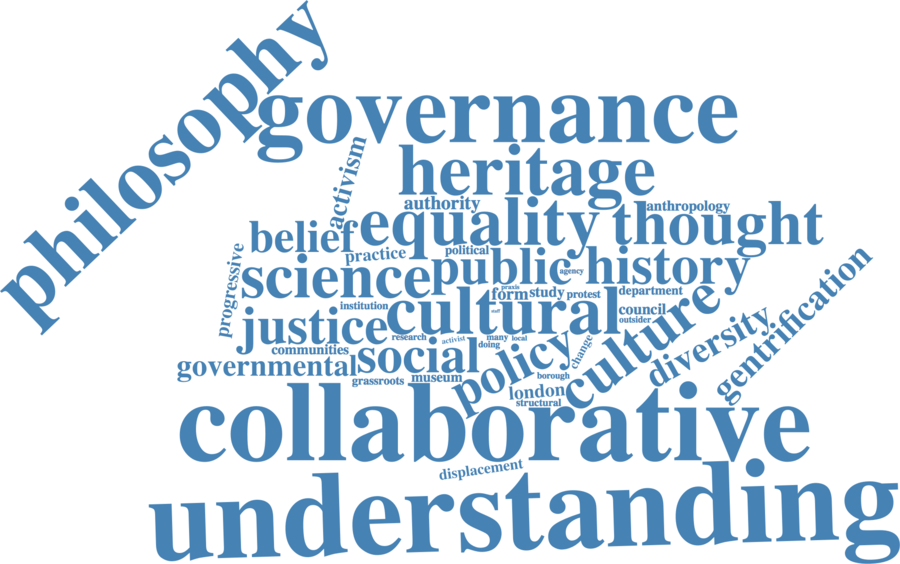 philosophy
governance
activism
heritage
authority
anthropology
belief
equality
thought
progressive
practice
political
science
public
agency
history
praxis
form
study
protest
department
institution
cultural
staff
council
outsider
culture
justice
research
activist
many
local
doing
communities
social
policy
change
diversity
gentrification
governmental
grassroots
museum
borough
london
structural
collaborative
displacement
understanding